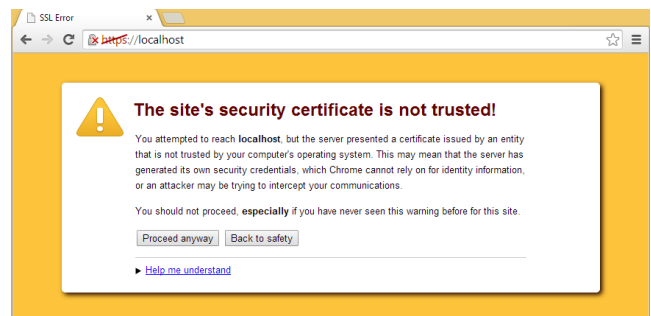 SSL Error
https://localhost
The site's security certificate is not trusted!
You attempted to reach localhost, but the server presented a certificate issued by an entity
that is not trusted by your computer's operating system. This may mean that the server has
generated its own security credentials, which Chrome cannot rely on for identity information,
or an attacker may be trying to intercept your communications.
You should not proceed, especially if you have never seen this warning before for this site.
Proceed anyway Back to safety
Help me understand